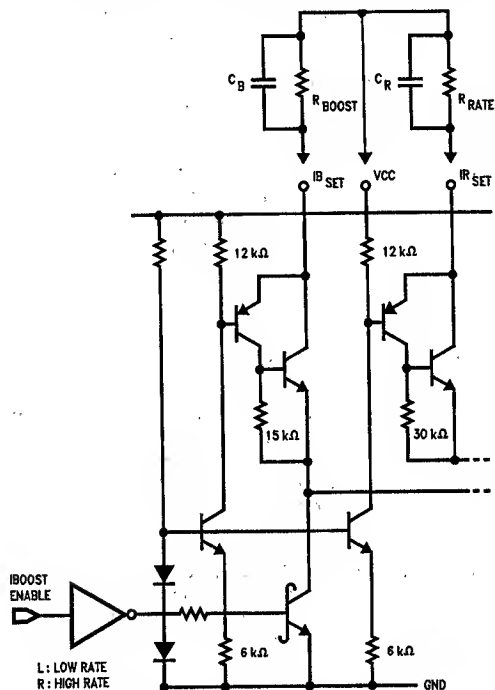 C_B
R_BOOST
C_R
R_RATE
IB_SET
VCC
IR_SET
12 kΩ
12 kΩ
15 kΩ
30 kΩ
IBOOST
ENABLE
6 kΩ
6 kΩ
L : LOW RATE
R : HIGH RATE
GND